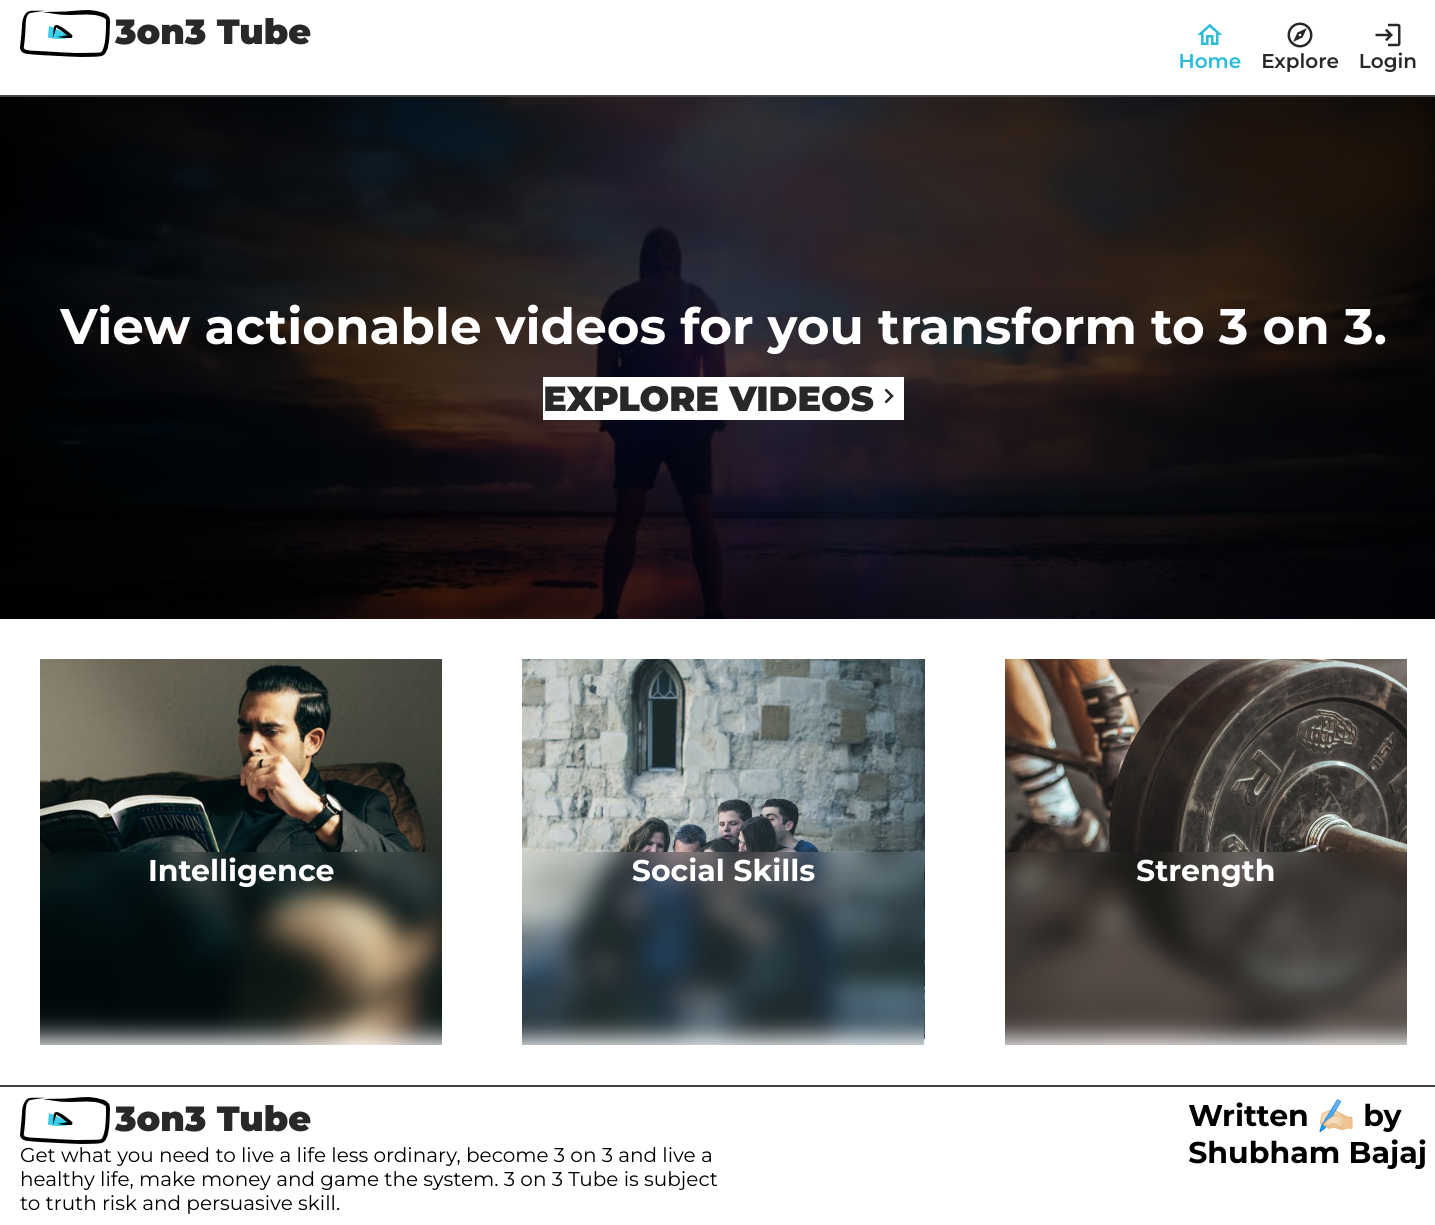 3on3 Tube
Home Explore Login
View actionable videos for you transform to 3 on 3.
EXPLORE VIDEOS
TELEVISION
Intelligence
Social Skills
Strength
3on3 Tube
Get what you need to live a life less ordinary, become 3 on 3 and live a
healthy life, make money and game the system. 3 on 3 Tube is subject
to truth risk and persuasive skill.
Written ✍🏻 by
Shubham Bajaj